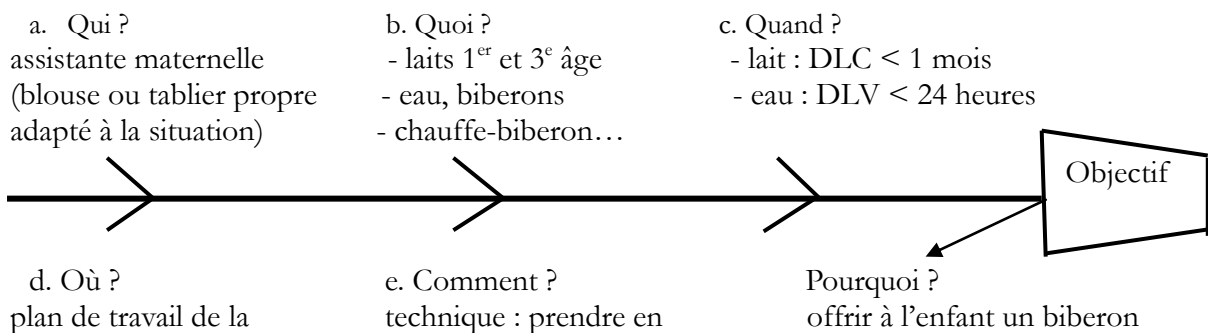 a. Qui ?
assistante maternelle
(blouse ou tablier propre
adapté à la situation)
b. Quoi ?
- laits 1er et 3e âge
- eau, biberons
- chauffe-biberon…
c. Quand ?
- lait : DLC < 1 mois
- eau : DLV < 24 heures
Objectif
d. Où ?
plan de travail de la
e. Comment ?
technique : prendre en
Pourquoi ?
offrir à l’enfant un biberon